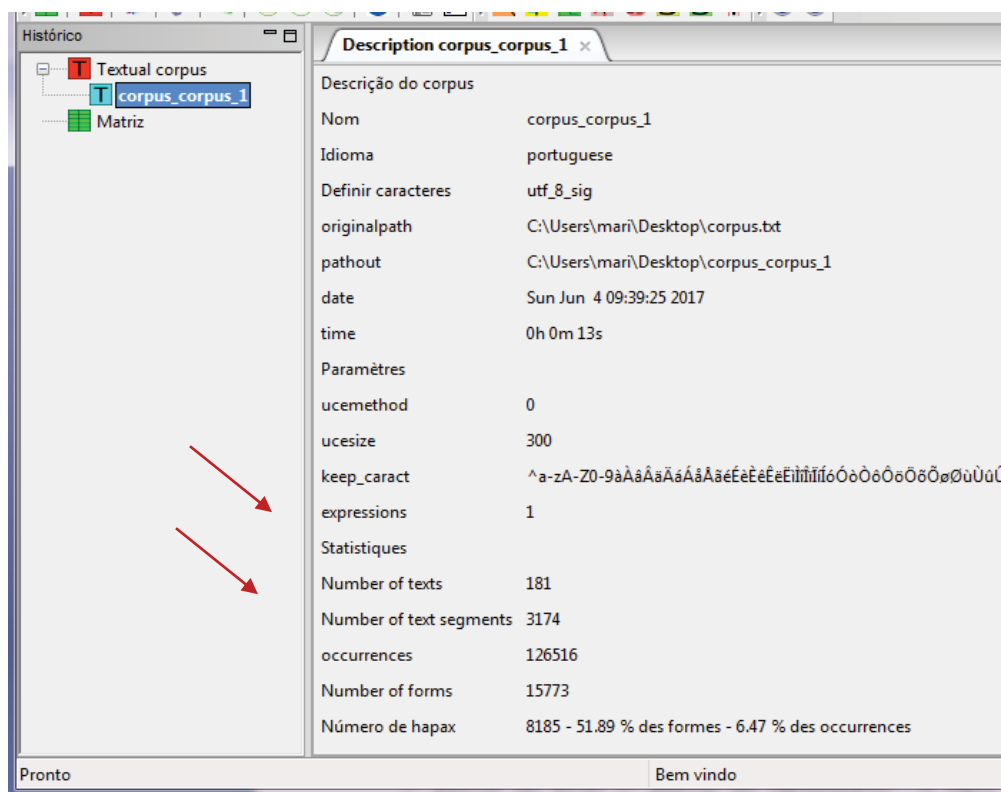 Histórico
Textual corpus
corpus_corpus_1
Matriz
Description corpus_corpus_1
Descrição do corpus
Nom corpus_corpus_1
Idioma portuguese
Definir caracteres utf_8_sig
originalpath C:\Users\mari\Desktop\corpus.txt
pathout C:\Users\mari\Desktop\corpus_corpus_1
date Sun Jun 4 09:39:25 2017
time 0h 0m 13s
Paramètres
ucemethod 0
ucesize 300
keep_caract
expressions 1
Statistiques
Number of texts 181
Number of text segments 3174
occurrences 126516
Number of forms 15773
Número de hapax 8185 - 51.89 % des formes - 6.47 % des occurrences
Pronto Bem vindo